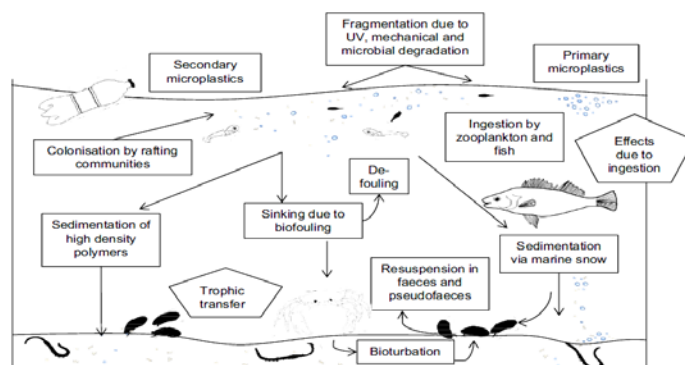 Fragmentation due to
UV, mechanical and
microbial degradation
Secondary
microplastics
Primary
microplastics
Colonisation by rafting
communities
Ingestion by
zooplankton and
fish
Effects
due to
ingestion
De-
fouling
Sedimentation of
high density
polymers
Sinking due to
biofouling
Sedimentation
via marine snow
Trophic
transfer
Resuspension in
faeces and
pseudofaeces
Bioturbation